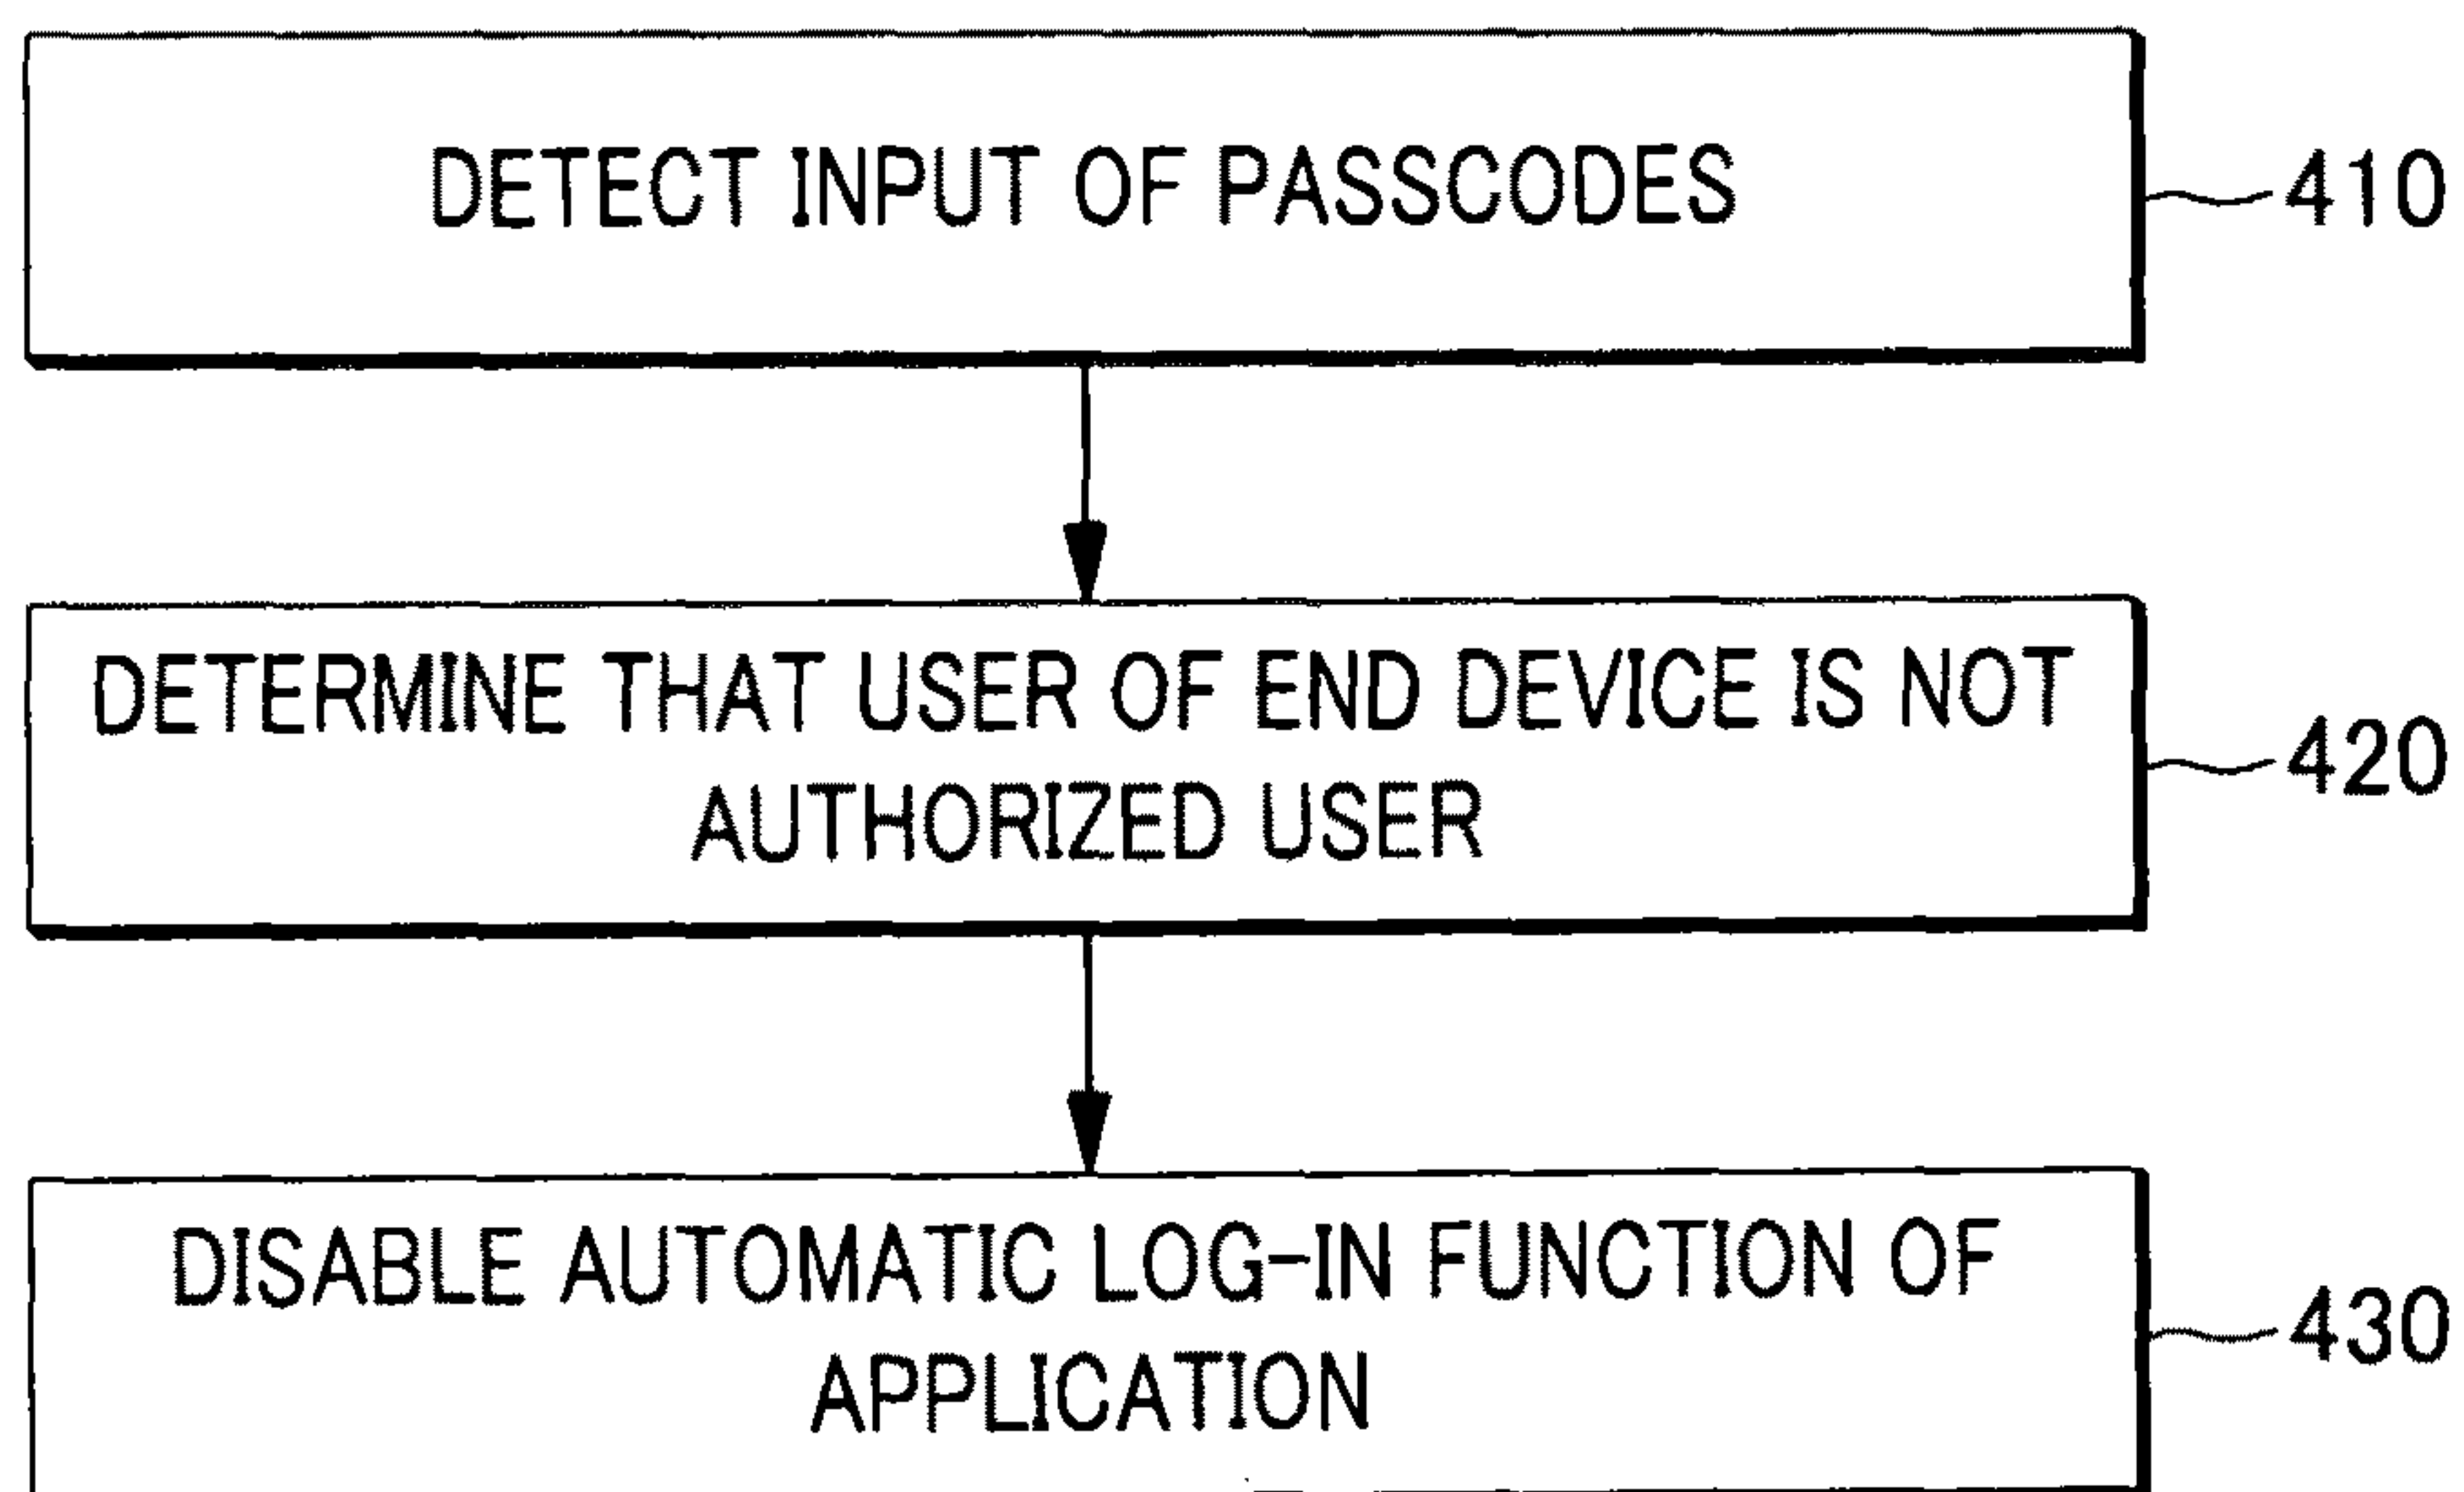 DETECT INPUT OF PASSCODES
410
DETERMINE THAT USER OF END DEVICE IS NOT
AUTHORIZED USER
420
DISABLE AUTOMATIC LOG-IN FUNCTION OF
APPLICATION
430